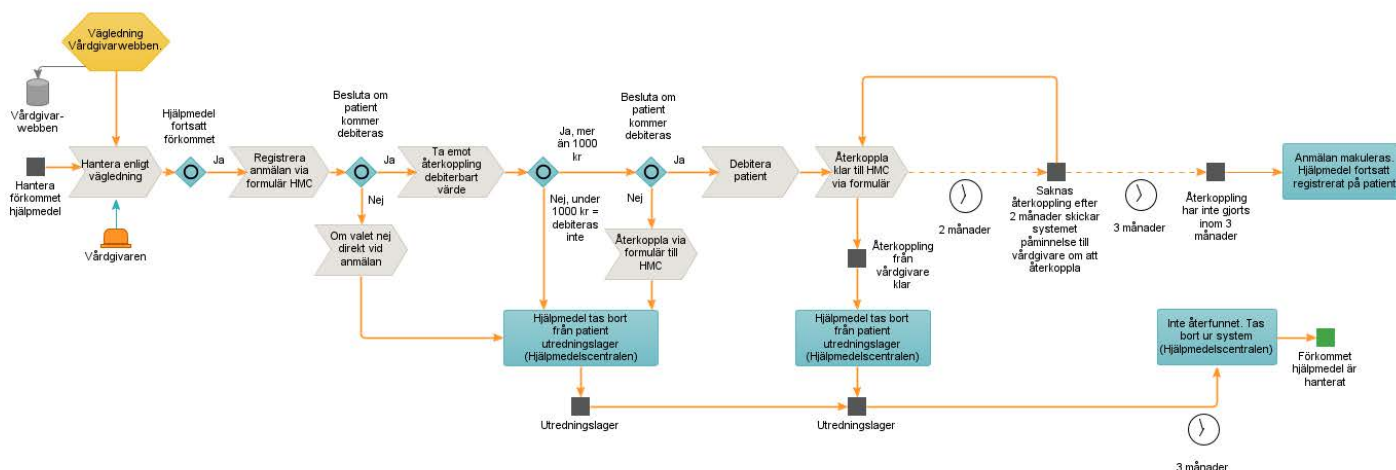 Vägledning
Vårdgivarwebben.
Vårdgivar-
webben
Hantera
förkommet
hjälpmedel
Hantera enligt
vägledning
Vårdgivaren
Hjälpmedel
fortsatt
förkommet
Ja
Registrera
anmälan via
formulär HMC
Besluta om
patient
kommer
debiteras
Ja
Nej
Om valet nej
direkt vid
anmälan
Ta emot
återkoppling
debiterbart
värde
Ja, mer
än 1000
kr
Nej, under
1000 kr =
debiteras
inte
Besluta om
patient
kommer
debiteras
Ja
Nej
Återkoppla via
formulär till
HMC
Hjälpmedel tas bort
från patient
utredningslager
(Hjälpmedelscentralen)
Utredningslager
Debitera
patient
Återkoppla
klar till HMC
via formulär
Återkoppling
från
vårdgivare
klar
Hjälpmedel tas bort
från patient
utredningslager
(Hjälpmedelscentralen)
Utredningslager
2 månader
Saknas
återkoppling efter
2 månader skickar
systemet
påminnelse till
vårdgivare om att
återkoppla
3 månader
Återkoppling
har inte gjorts
inom 3
månader
Anmälan makuleras.
Hjälpmedel fortsatt
registrerat på patient
Inte återfunnet. Tas
bort ur system
(Hjälpmedelscentralen)
Förkommet
hjälpmedel är
hanterat
3 månader